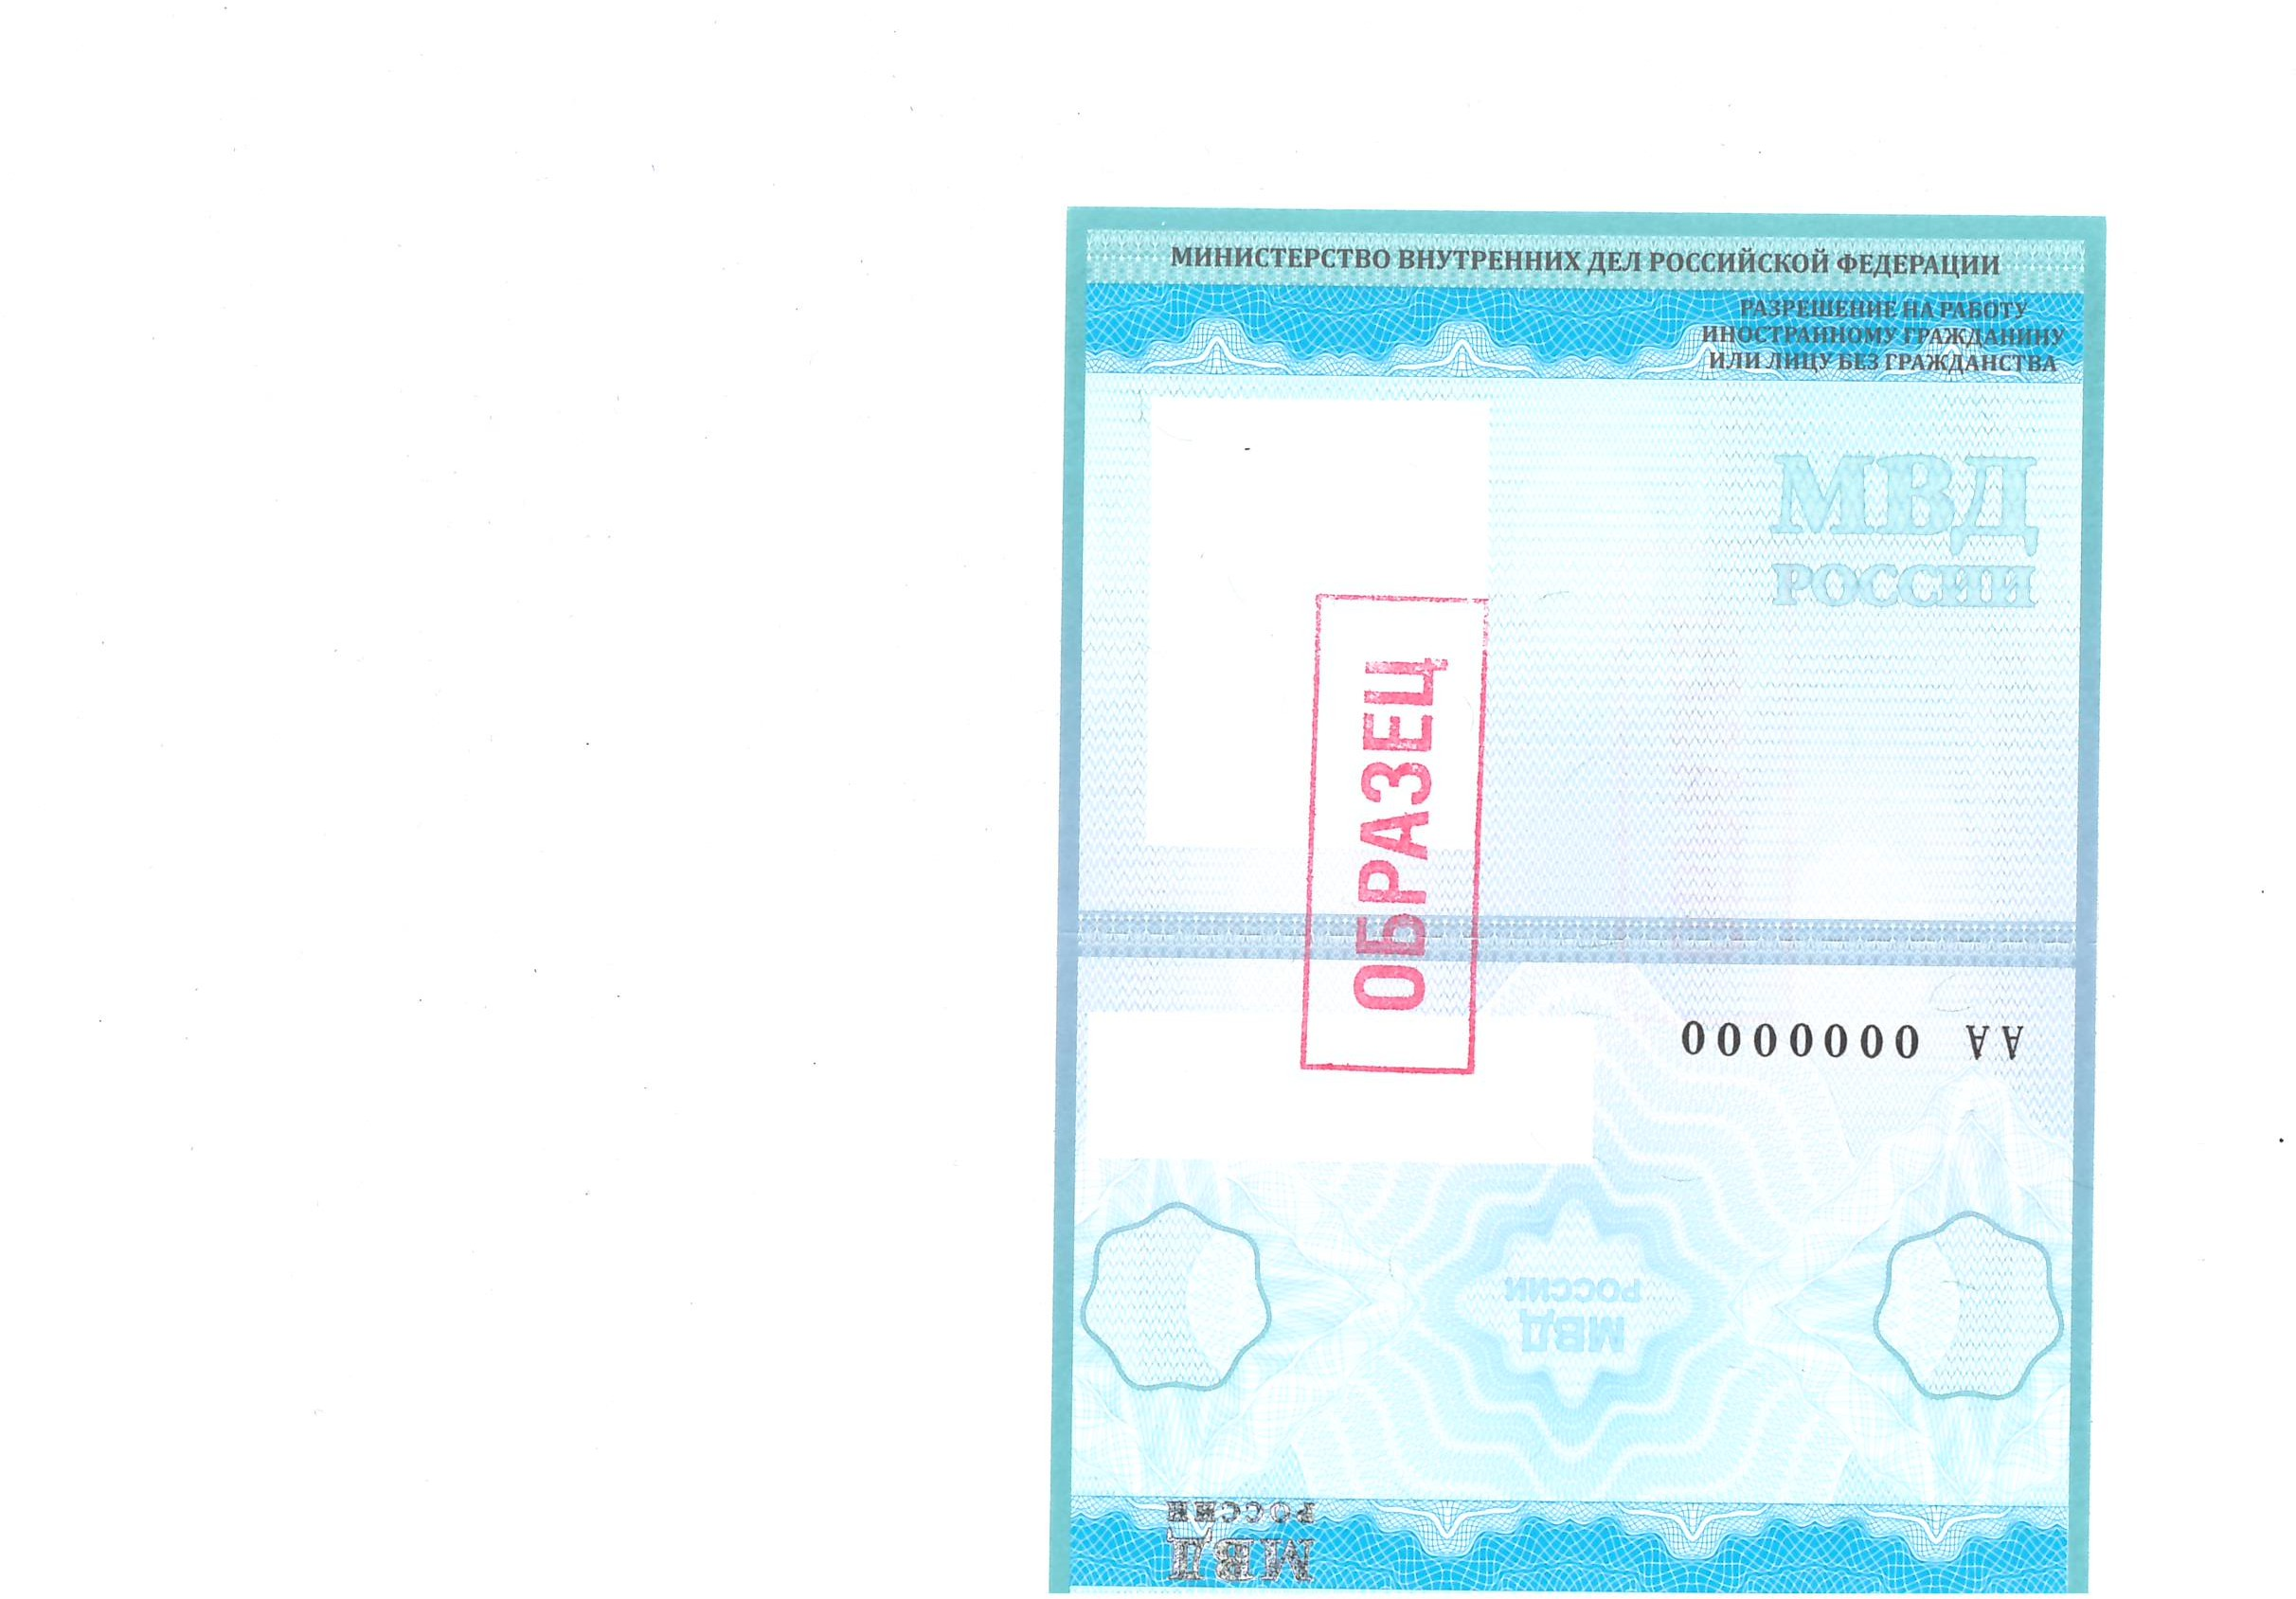 МИНИСТЕРСТВО ВНУТРЕННИХ ДЕЛ РОССИЙСКОЙ ФЕДЕРАЦИИ
РАЗРЕШЕНИЕ НА РАБОТУ
ИНОСТРАННОМУ ГРАЖДАНИНУ
ИЛИ ЛИЦУ БЕЗ ГРАЖДАНСТВА
МВД
РОССИИ
ОБРАЗЕЦ
АА 0000000
МВД
РОССИИ
МВД
РОССИИ